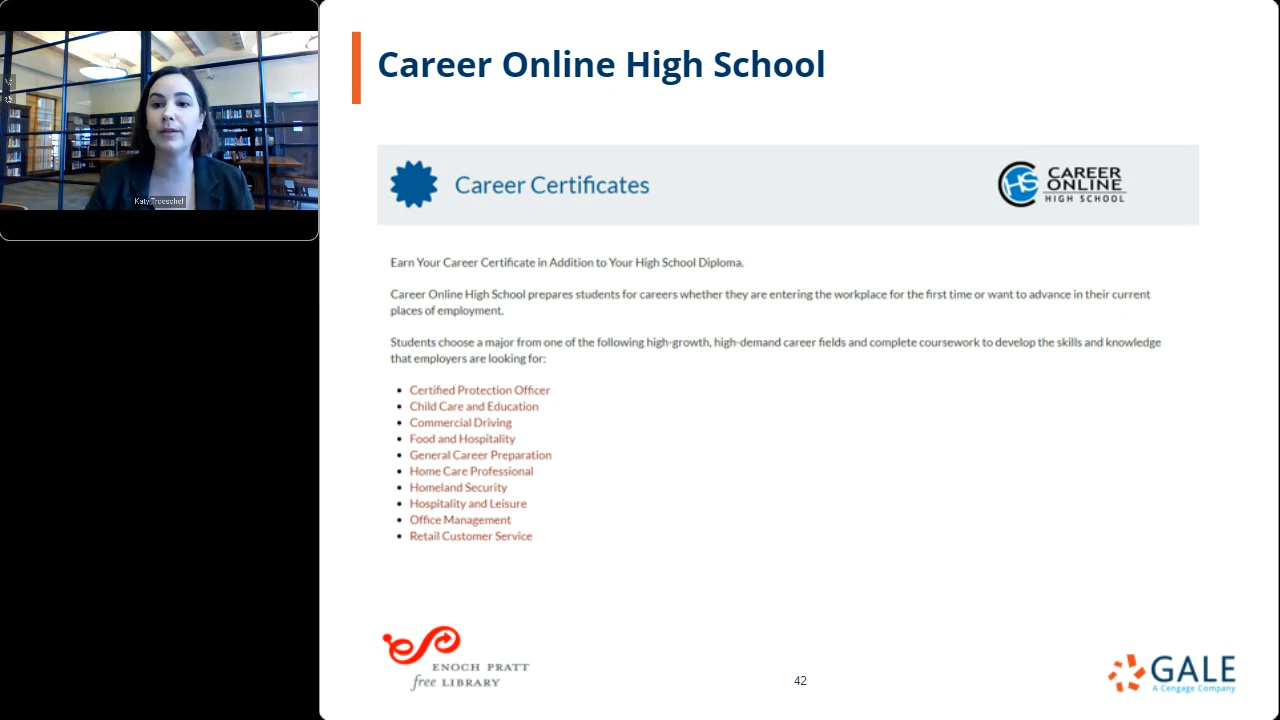 Katy Troeschel
Career Online High School
Career Certificates
CHS
CAREER
ONLINE
HIGH SCHOOL
Earn Your Career Certificate in Addition to Your High School Diploma.
Career Online High School prepares students for careers whether they are entering the workplace for the first time or want to advance in their current
places of employment.
Students choose a major from one of the following high-growth, high-demand career fields and complete coursework to develop the skills and knowledge
that employers are looking for:
• Certified Protection Officer
• Child Care and Education
• Commercial Driving
• Food and Hospitality
• General Career Preparation
• Home Care Professional
• Homeland Security
• Hospitality and Leisure
• Office Management
• Retail Customer Service
ENOCH PRATT
free LIBRARY
42
GALE
A Cengage Company